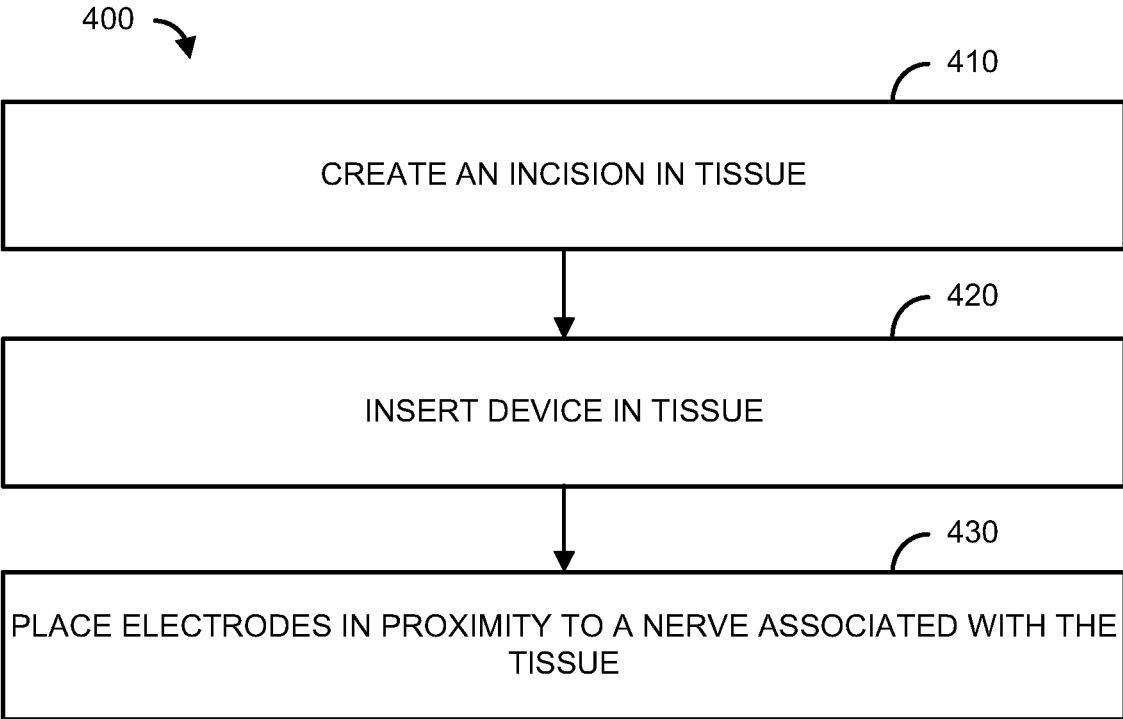 400
410
CREATE AN INCISION IN TISSUE
420
INSERT DEVICE IN TISSUE
430
PLACE ELECTRODES IN PROXIMITY TO A NERVE ASSOCIATED WITH THE
TISSUE